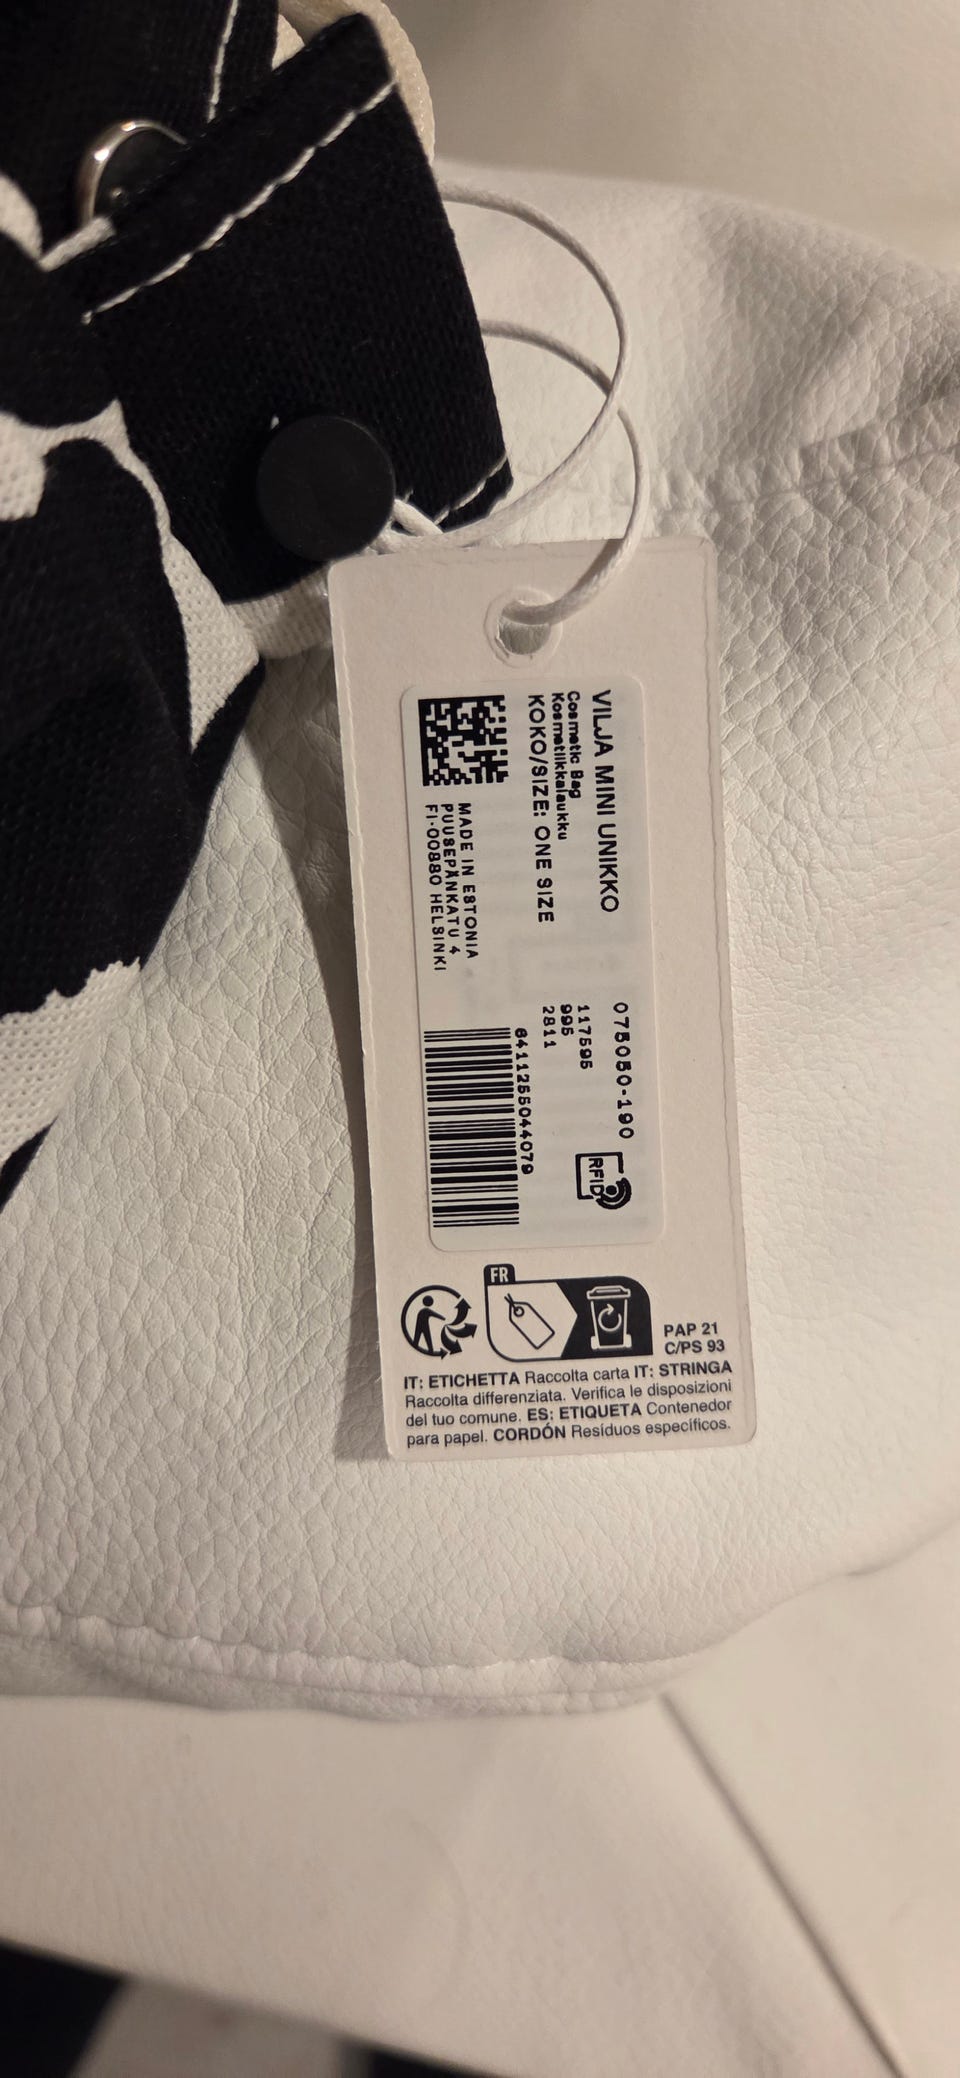 VILJA MINI UNIKKO
Cosmetic Bag
Kosmetiikkalaukku
KOKO/SIZE: ONE SIZE
MADE IN ESTONIA
PUUSEPÄNKATU 4
FI-00880 HELSINKI
075050-190
117595
995
2811
6411255044079
RFID
FR
PAP 21
C/PS 93
IT: ETICHETTA Raccolta carta IT: STRINGA
Raccolta differenziata. Verifica le disposizioni
del tuo comune. ES: ETIQUETA Contenedor
para papel. CORDÓN Resíduos específicos.